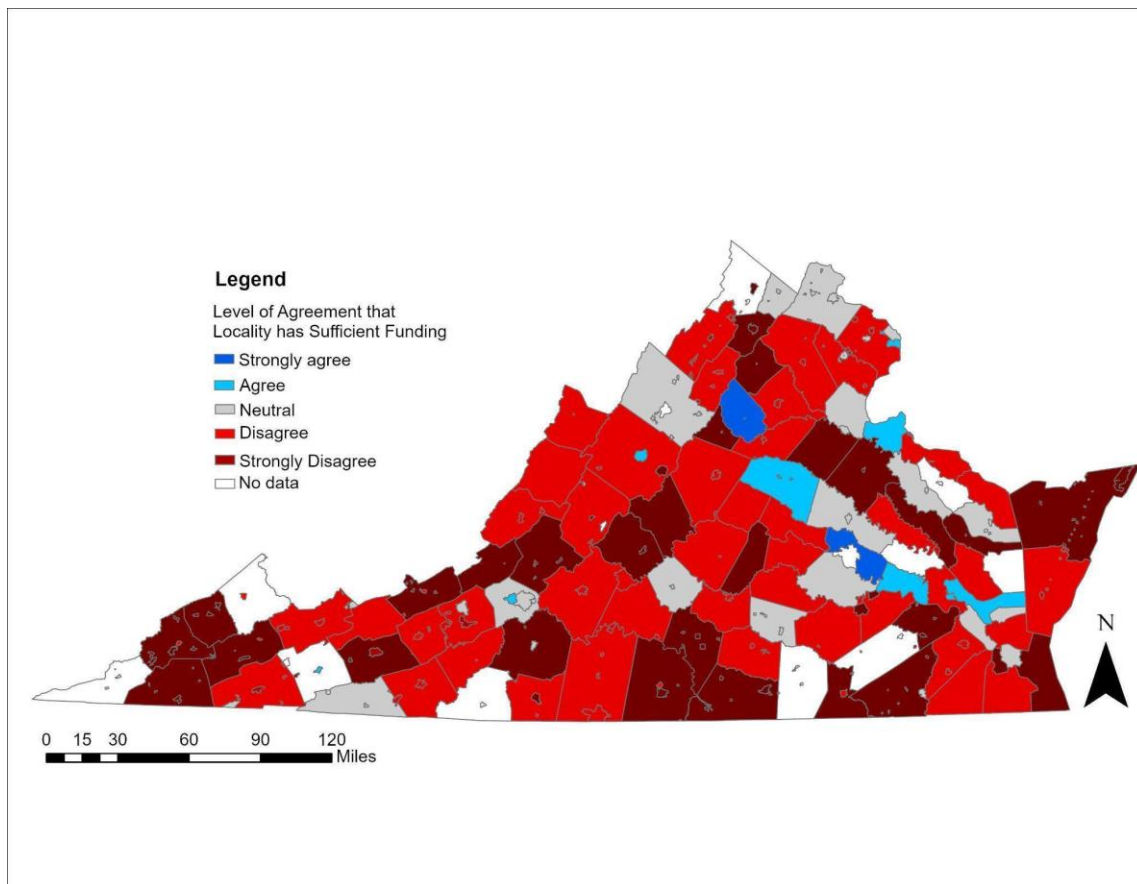 Legend
Level of Agreement that
Locality has Sufficient Funding
Strongly agree
Agree
Neutral
Disagree
Strongly Disagree
No data
N
0 15 30 60 90 120
Miles